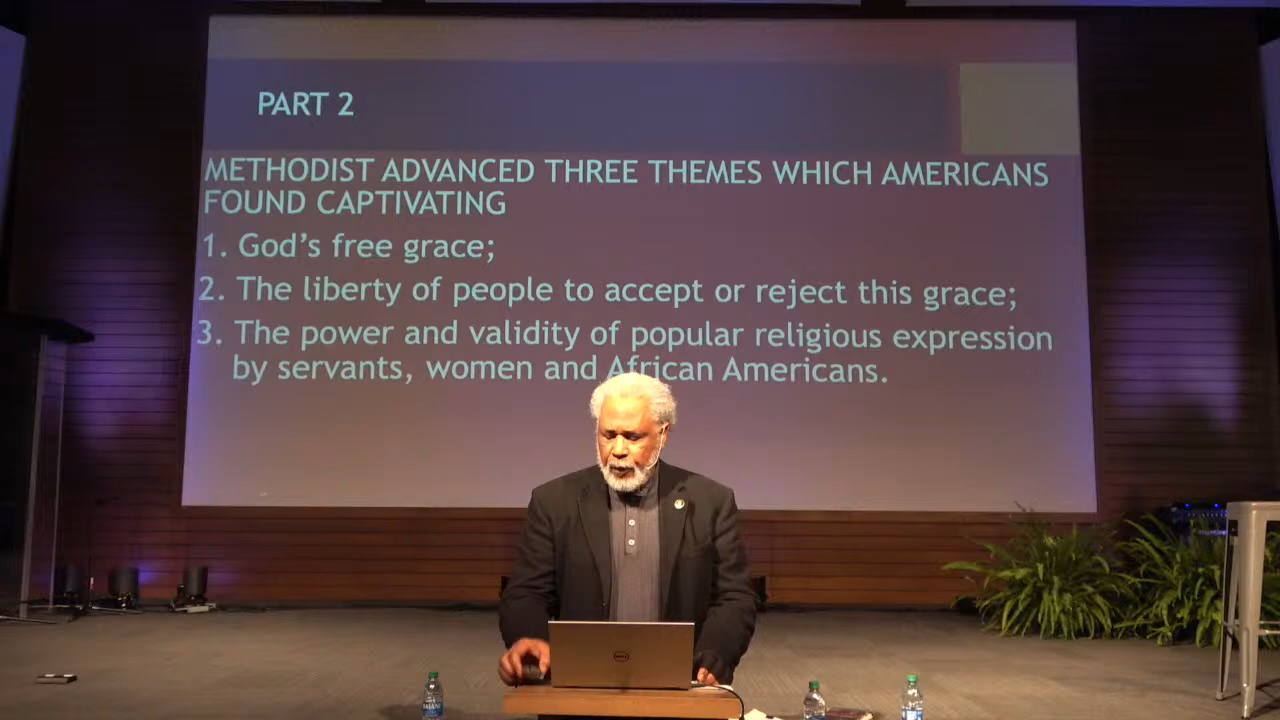 PART 2
METHODIST ADVANCED THREE THEMES WHICH AMERICANS
FOUND CAPTIVATING
1. God's free grace;
2. The liberty of people to accept or reject this grace;
3. The power and validity of popular religious expression
by servants, women and African Americans.
DELL